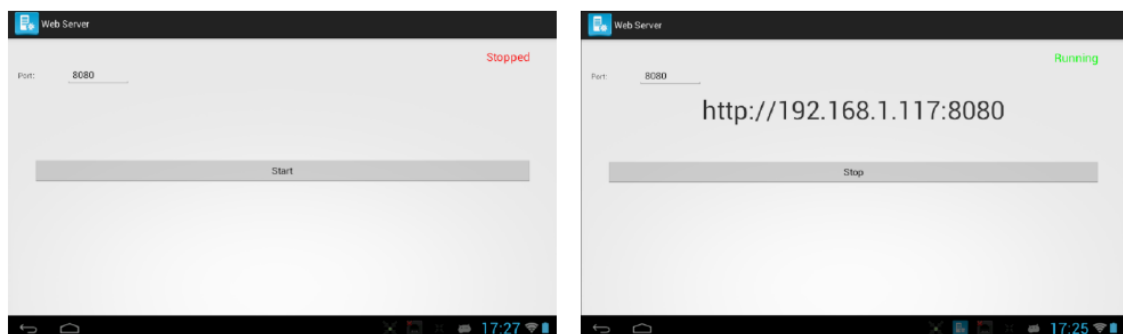 Web Server
Stopped
Port: 8080
Start
17:27
Web Server
Running
Port: 8080
http://192.168.1.117:8080
Stop
17:25